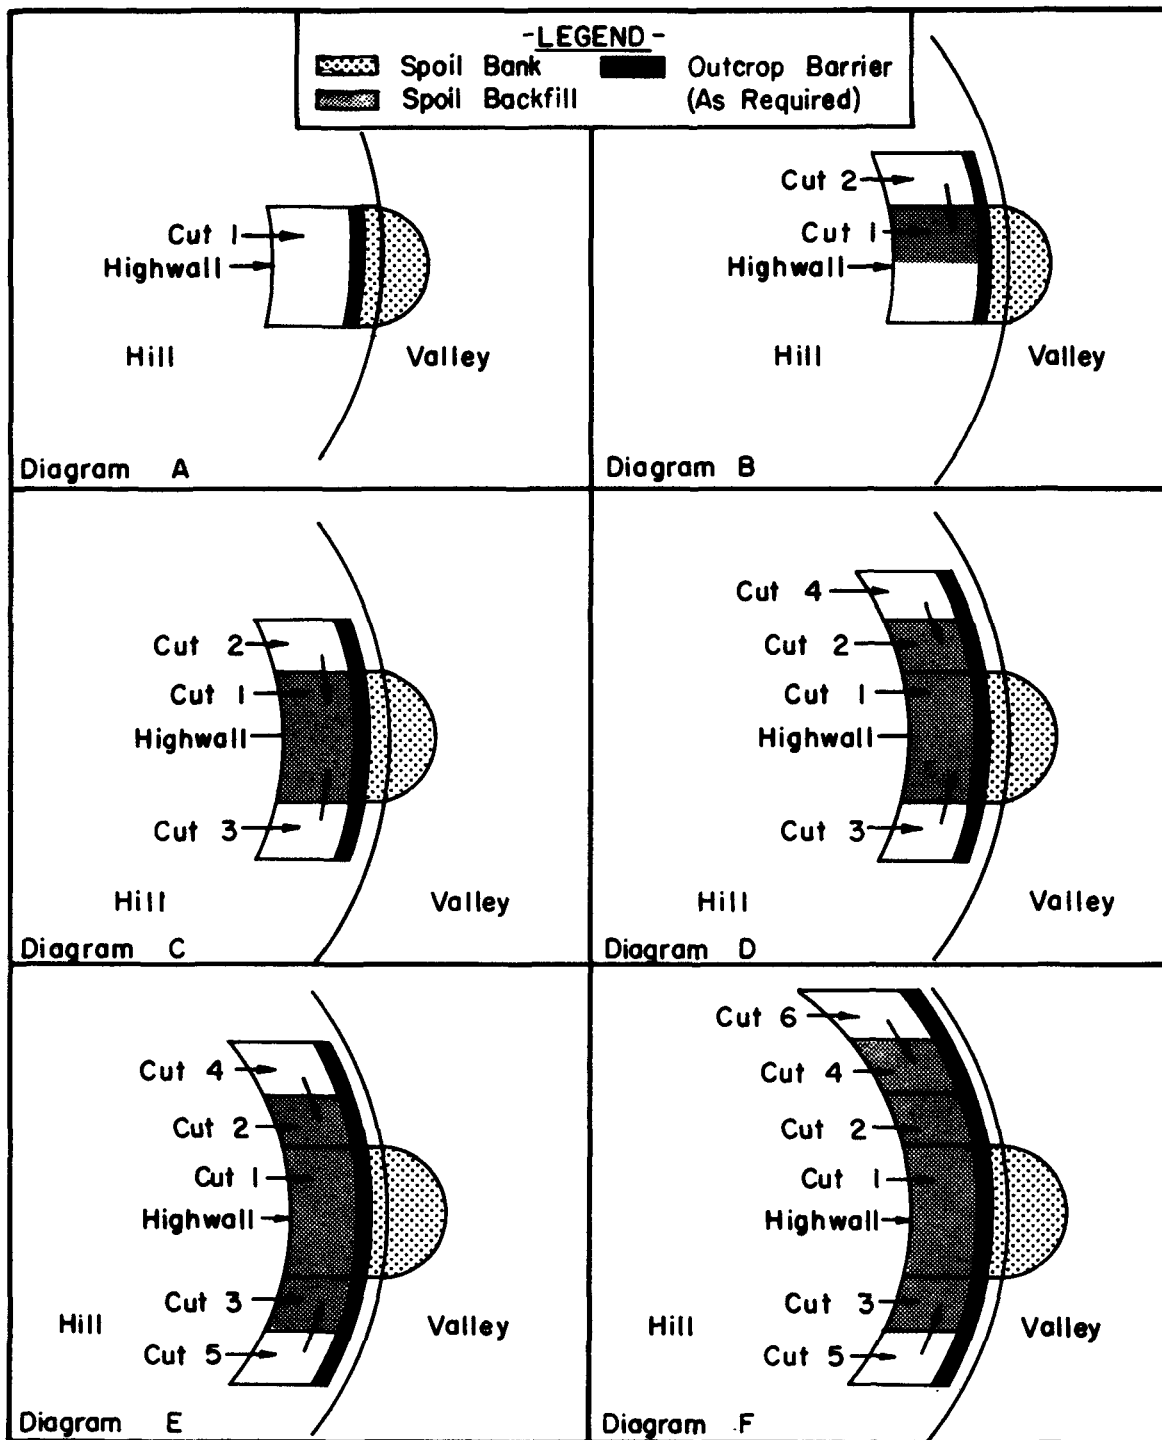 -LEGEND-
Spoil Bank
Outcrop Barrier
Spoil Backfill
(As Required)
Cut 1
Highwall
Hill
Valley
Diagram A
Cut 2
Cut 1
Highwall
Hill
Valley
Diagram B
Cut 2
Cut 1
Highwall
Cut 3
Hill
Valley
Diagram C
Cut 4
Cut 2
Cut 1
Highwall
Cut 3
Hill
Valley
Diagram D
Cut 4
Cut 2
Cut 1
Highwall
Cut 3
Hill
Valley
Cut 5
Diagram E
Cut 6
Cut 4
Cut 2
Cut 1
Highwall
Cut 3
Hill
Valley
Cut 5
Diagram F